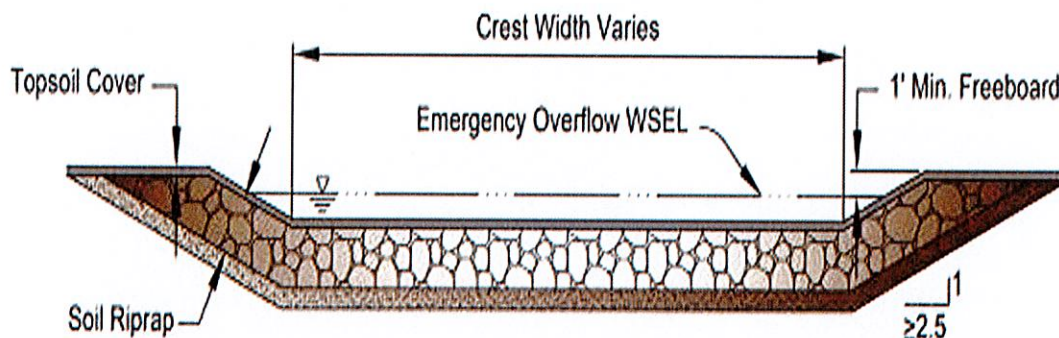 Crest Width Varies
Topsoil Cover
1' Min. Freeboard
Emergency Overflow WSEL
Soil Riprap
1
≥2.5